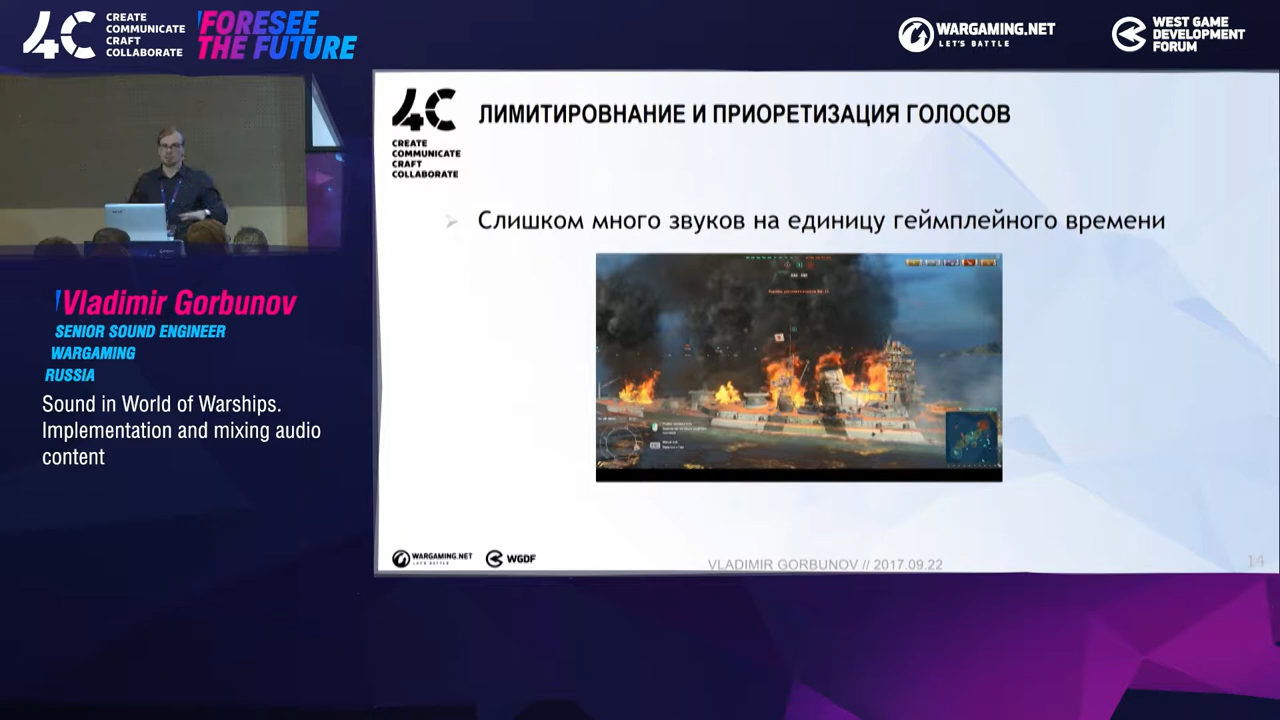 4C
CREATE
COMMUNICATE
CRAFT
COLLABORATE
FORESEE
THE FUTURE
WARGAMING.NET
LET'S BATTLE
WEST GAME
DEVELOPMENT
FORUM
4C
CREATE
COMMUNICATE
CRAFT
COLLABORATE
ЛИМИТИРОВНАНИЕ И ПРИОРЕТИЗАЦИЯ ГОЛОСОВ
Слишком много звуков на единицу геймплейного времени
Vladimir Gorbunov
SENIOR SOUND ENGINEER
WARGAMING
RUSSIA
Sound in World of Warships.
Implementation and mixing audio
content
WARGAMING.NET
LET'S BATTLE
WGDF
VLADIMIR GORBUNOV // 2017.09.22
14